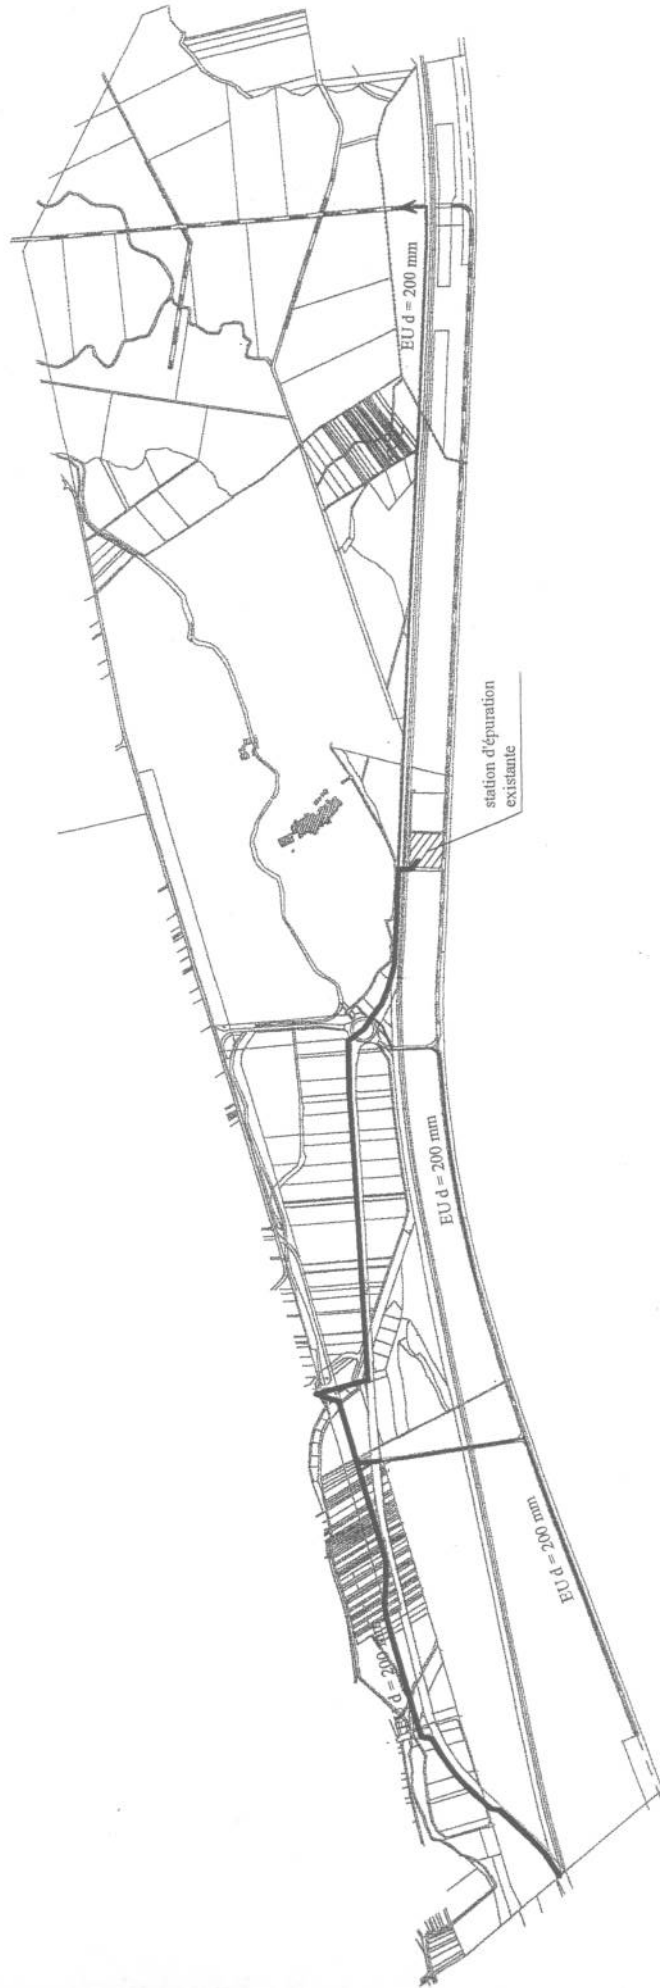 EU d = 200 mm
station d'épuration
existante
EU d = 200 mm
EU d = 200 mm
d = 200